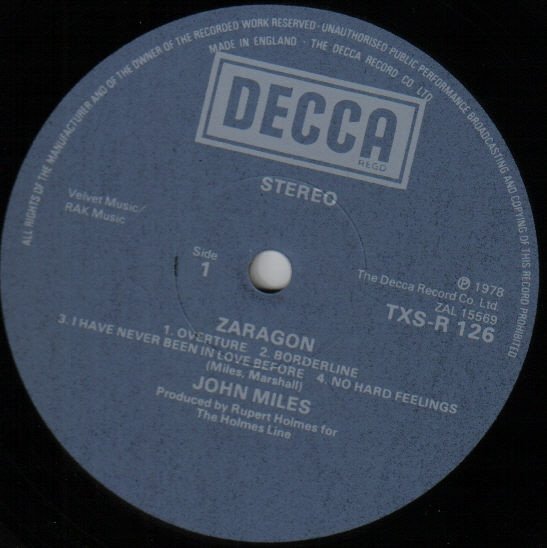 ALL RIGHTS OF THE MANUFACTURER AND OF THE OWNER OF THE RECORDED WORK RESERVED · UNAUTHORISED PUBLIC PERFORMANCE BROADCASTING AND COPYING OF THIS RECORD PROHIBITED
MADE IN ENGLAND · THE DECCA RECORD CO LTD
DECCA
REGD
STEREO
Velvet Music/
RAK Music
Side
1
℗ 1978
The Decca Record Co. Ltd
ZAL 15569
TXS-R 126
ZARAGON
1. OVERTURE 2. BORDERLINE
3. I HAVE NEVER BEEN IN LOVE BEFORE 4. NO HARD FEELINGS
(Miles, Marshall)
JOHN MILES
Produced by Rupert Holmes for
The Holmes Line